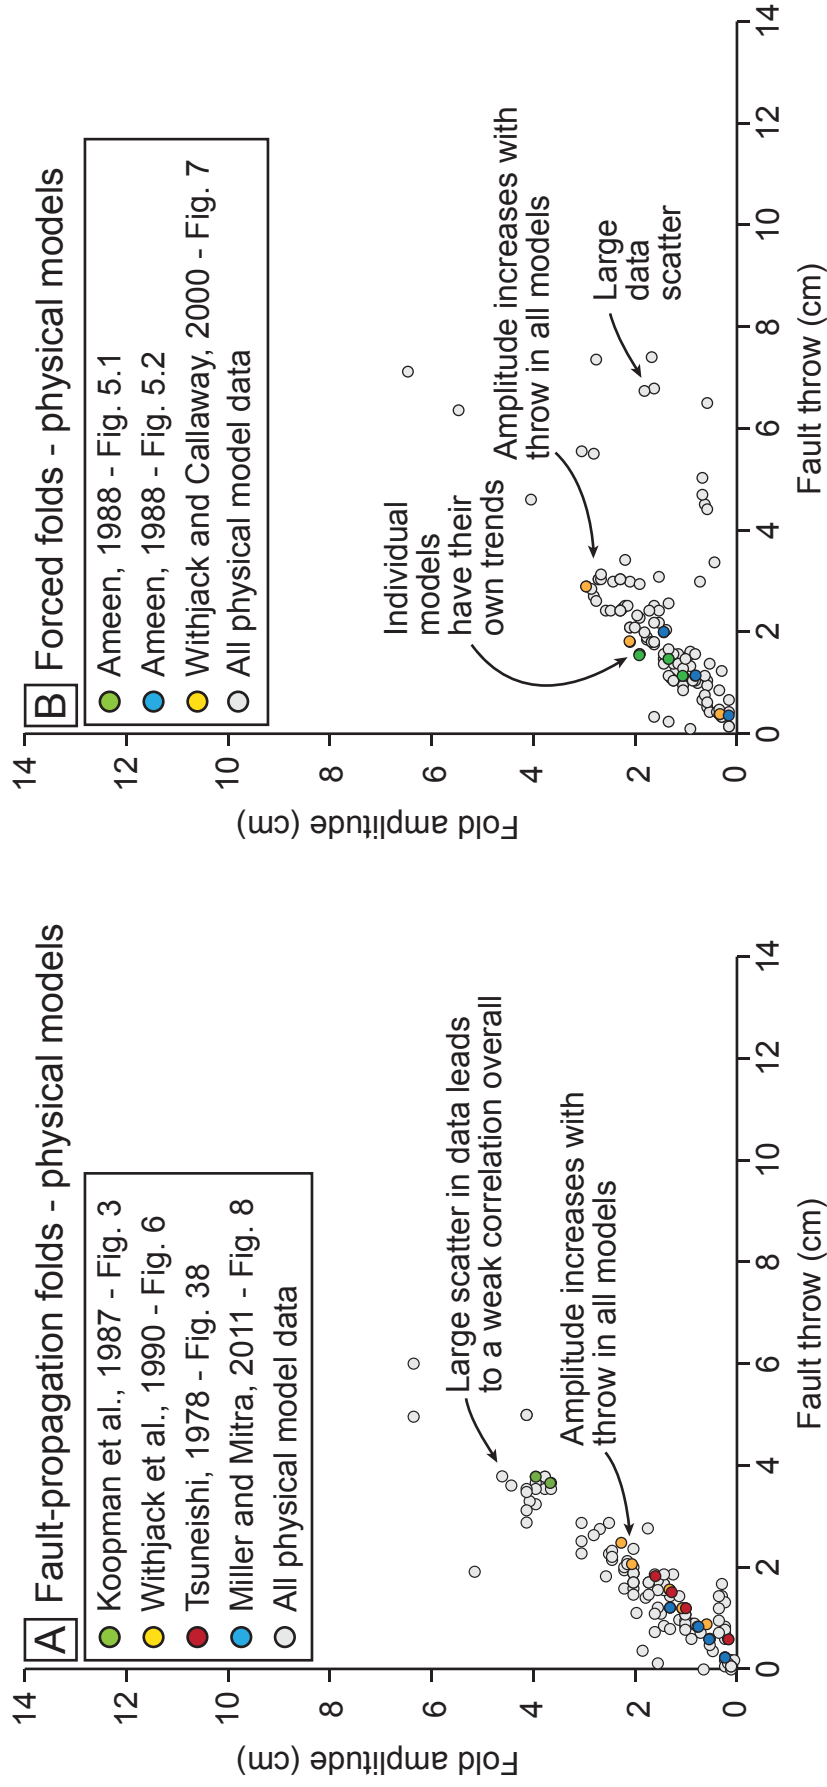 A Fault-propagation folds - physical models
Koopman et al., 1987 - Fig. 3
Withjack et al., 1990 - Fig. 6
Tsuneishi, 1978 - Fig. 38
Miller and Mitra, 2011 - Fig. 8
All physical model data
Large scatter in data leads
to a weak correlation overall
Amplitude increases with
throw in all models
14
12
10
8
6
4
2
0
Fold amplitude (cm)
0 2 4 6 8 10 12 14
Fault throw (cm)
B Forced folds - physical models
Ameen, 1988 - Fig. 5.1
Ameen, 1988 - Fig. 5.2
Withjack and Callaway, 2000 - Fig. 7
All physical model data
Individual
models
have their
own trends
Amplitude increases with
throw in all models
Large
data
scatter
14
12
10
8
6
4
2
0
Fold amplitude (cm)
0 2 4 6 8 10 12 14
Fault throw (cm)